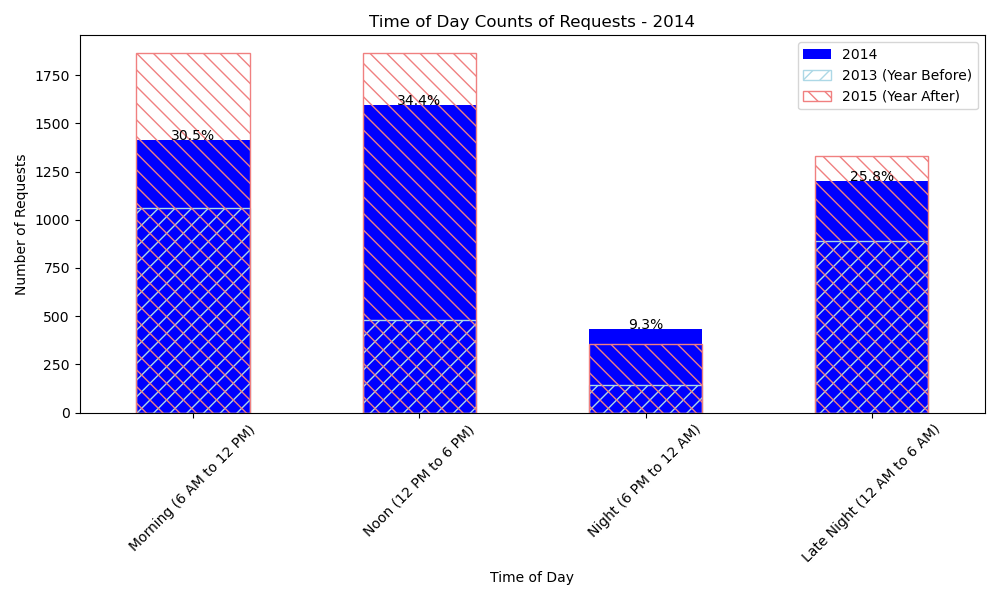 Time of Day Counts of Requests - 2014
2014
2013 (Year Before)
2015 (Year After)
Number of Requests
1750
1500
1250
1000
750
500
250
0
30.5%
34.4%
9.3%
25.8%
Morning (6 AM to 12 PM)
Noon (12 PM to 6 PM)
Night (6 PM to 12 AM)
Late Night (12 AM to 6 AM)
Time of Day